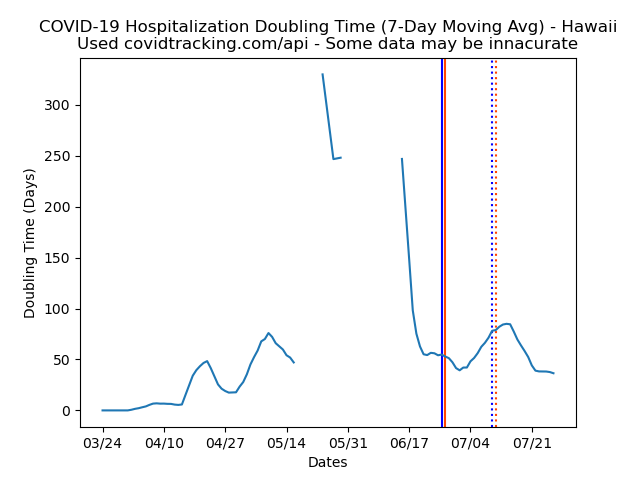 COVID-19 Hospitalization Doubling Time (7-Day Moving Avg) - Hawaii
Used covidtracking.com/api - Some data may be innacurate
300
250
200
150
100
50
0
Doubling Time (Days)
03/24 04/10 04/27 05/14 05/31 06/17 07/04 07/21
Dates